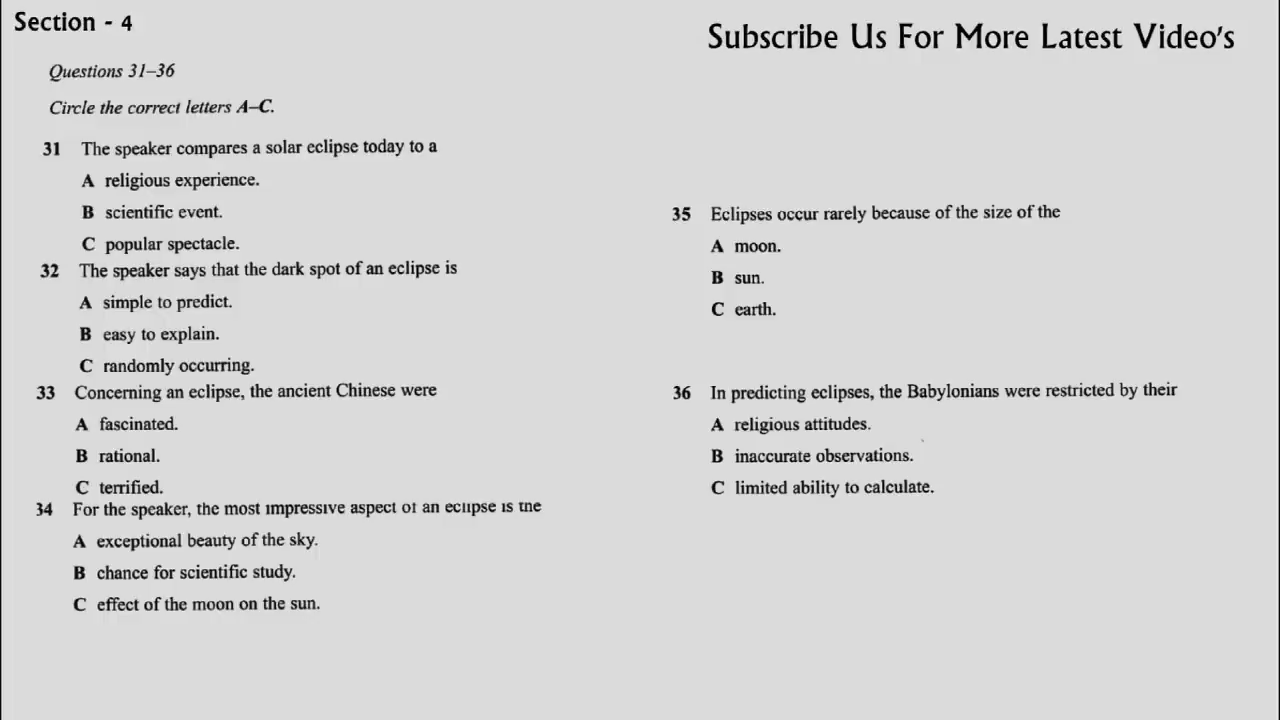 Section - 4
Subscribe Us For More Latest Video's
Questions 31–36
Circle the correct letters A–C.
31 The speaker compares a solar eclipse today to a
A religious experience.
B scientific event.
C popular spectacle.
32 The speaker says that the dark spot of an eclipse is
A simple to predict.
B easy to explain.
C randomly occurring.
33 Concerning an eclipse, the ancient Chinese were
A fascinated.
B rational.
C terrified.
34 For the speaker, the most impressive aspect of an eclipse is the
A exceptional beauty of the sky.
B chance for scientific study.
C effect of the moon on the sun.
35 Eclipses occur rarely because of the size of the
A moon.
B sun.
C earth.
36 In predicting eclipses, the Babylonians were restricted by their
A religious attitudes.
B inaccurate observations.
C limited ability to calculate.